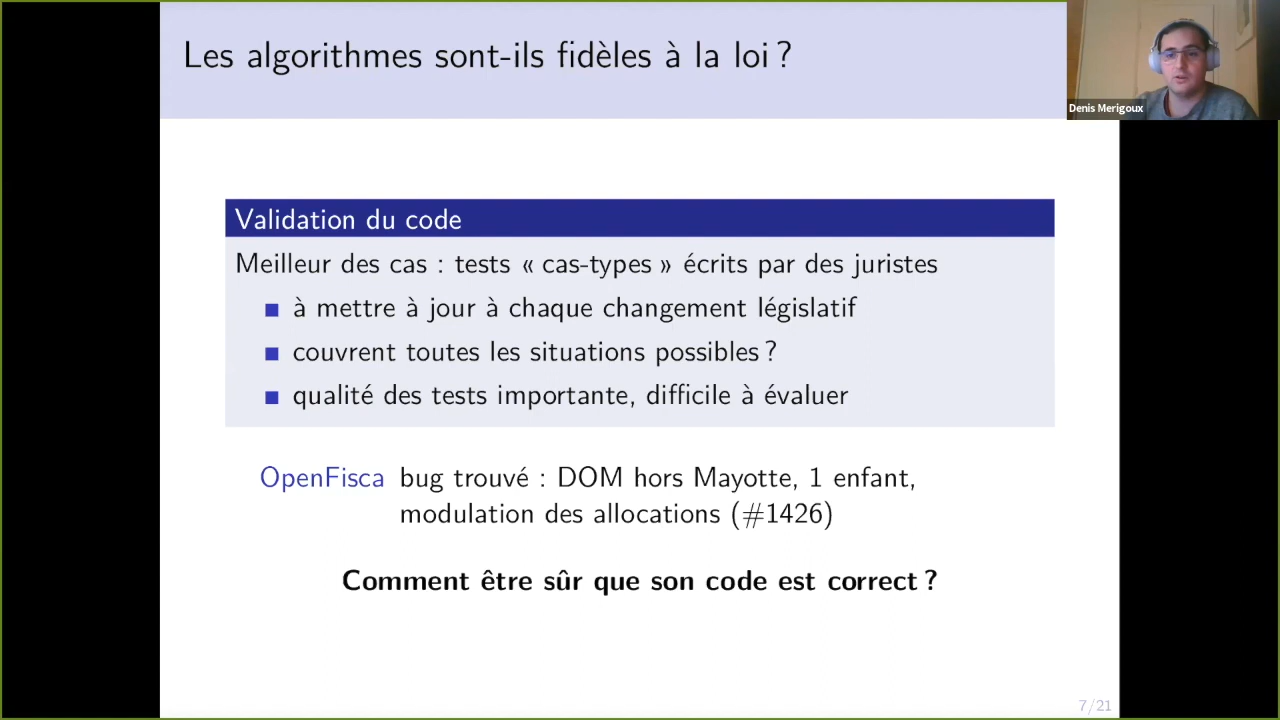 Les algorithmes sont-ils fidèles à la loi ?
Denis Merigoux
Validation du code
Meilleur des cas : tests « cas-types » écrits par des juristes
à mettre à jour à chaque changement législatif
couvrent toutes les situations possibles ?
qualité des tests importante, difficile à évaluer
OpenFisca bug trouvé : DOM hors Mayotte, 1 enfant,
modulation des allocations (#1426)
Comment être sûr que son code est correct ?
7/21